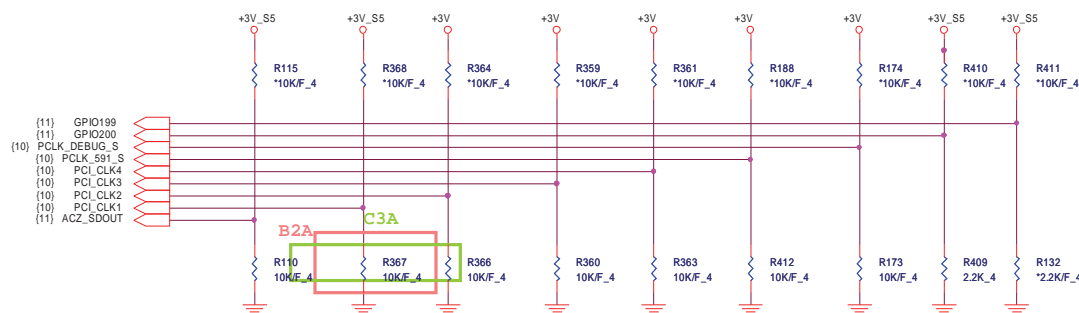 +3V_S5 +3V_S5 +3V +3V +3V +3V +3V +3V_S5 +3V_S5
R115 R368 R364 R359 R361 R188 R174 R410 R411
*10K/F_4 *10K/F_4 *10K/F_4 *10K/F_4 *10K/F_4 *10K/F_4 *10K/F_4 *10K/F_4 *10K/F_4
{11} GPIO199
{11} GPIO200
{10} PCLK_DEBUG_S
{10} PCLK_591_S
{10} PCI_CLK4
{10} PCI_CLK3
{10} PCI_CLK2
{10} PCI_CLK1
{11} ACZ_SDOUT
C3A
B2A
R110 R367 R366 R360 R363 R412 R173 R409 R132
10K/F_4 10K/F_4 10K/F_4 10K/F_4 10K/F_4 10K/F_4 10K/F_4 2.2K_4 *2.2K/F_4